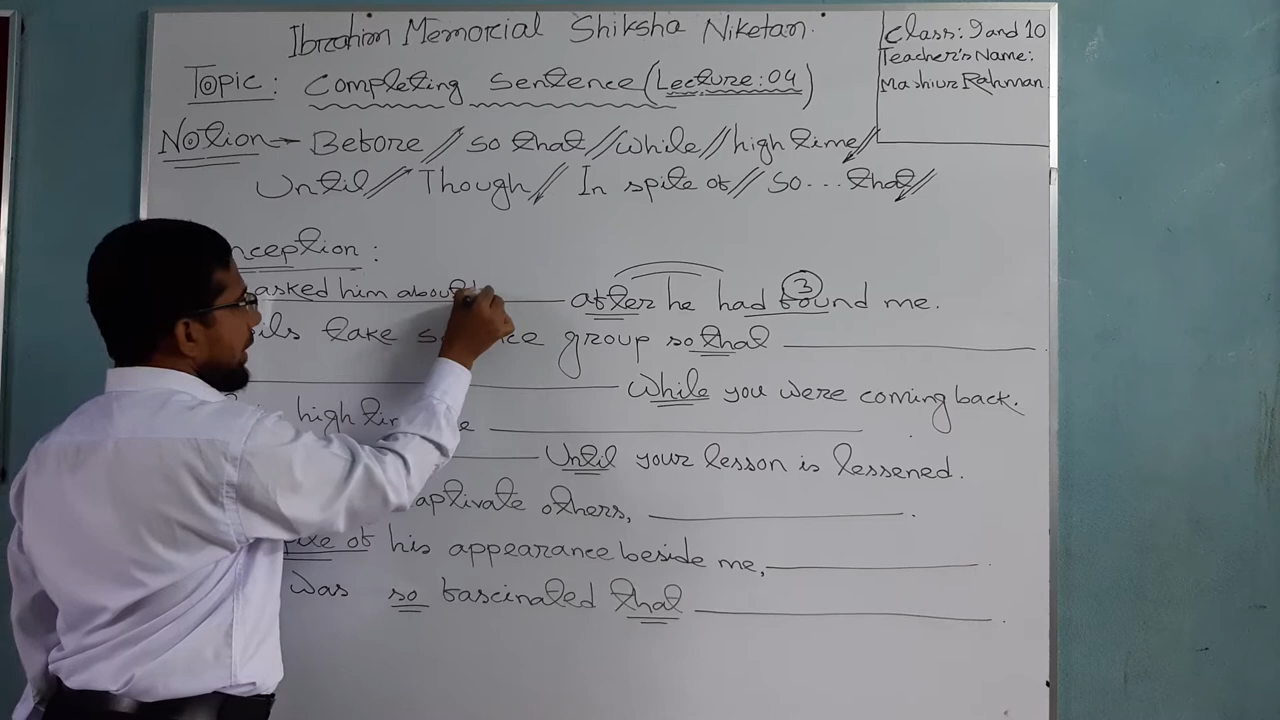 Ibrahim Memorial Shiksha Niketan.
Class: 9 and 10
Teacher's Name:
Mashiur Rahman
Topic: Completing Sentence (Lecture: 04)
Notion → Before // so that // While // high time //
Until // Though // In spite of // So... that //
nception :
asked him about after he had found me. 3
ils take group so that
While you were coming back.
high
Until your lesson is lessened.
aptivate others, .
of his appearance beside me,
was so fascinated that .